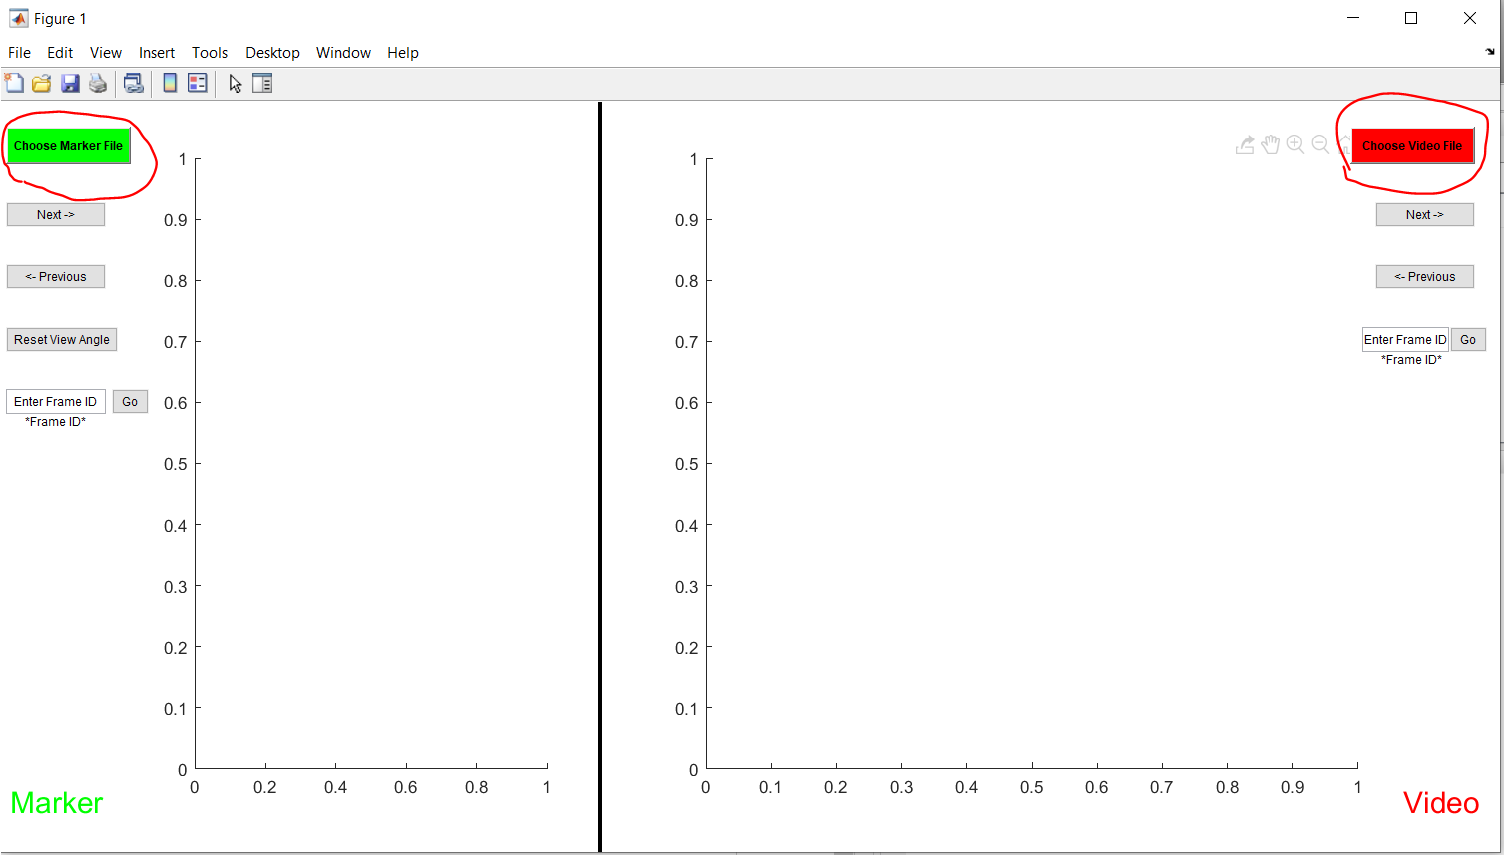 Figure 1
File Edit View Insert Tools Desktop Window Help
Choose Marker File
Next ->
<- Previous
Reset View Angle
Enter Frame ID Go
*Frame ID*
1
0.9
0.8
0.7
0.6
0.5
0.4
0.3
0.2
0.1
0
0 0.2 0.4 0.6 0.8 1
Marker
1
0.9
0.8
0.7
0.6
0.5
0.4
0.3
0.2
0.1
0
0 0.1 0.2 0.3 0.4 0.5 0.6 0.7 0.8 0.9 1
Choose Video File
Next ->
<- Previous
Enter Frame ID Go
*Frame ID*
Video